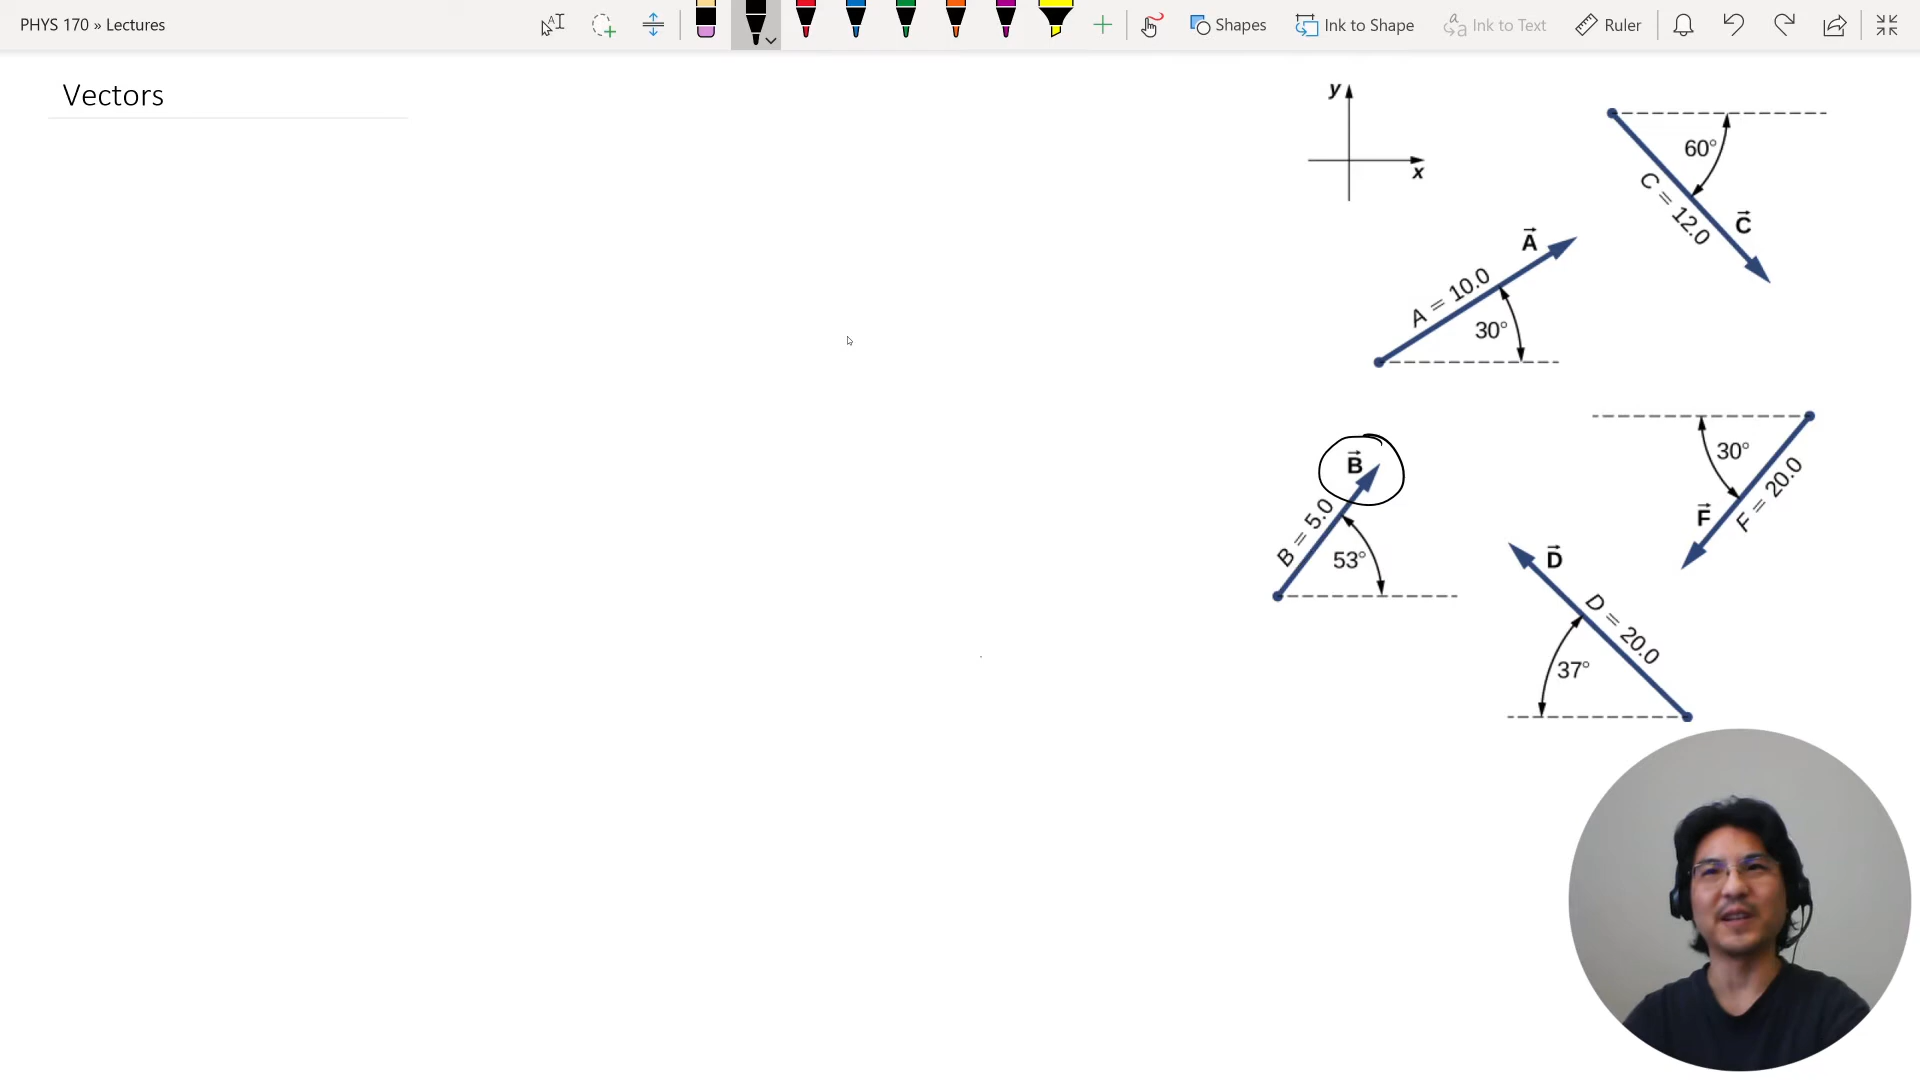 PHYS 170 » Lectures
Shapes
Ink to Shape
Ink to Text
Ruler
Vectors
y
x
60°
C = 12.0
C⃗
A⃗
A = 10.0
30°
B⃗
B = 5.0
53°
30°
F⃗
F = 20.0
D⃗
D = 20.0
37°